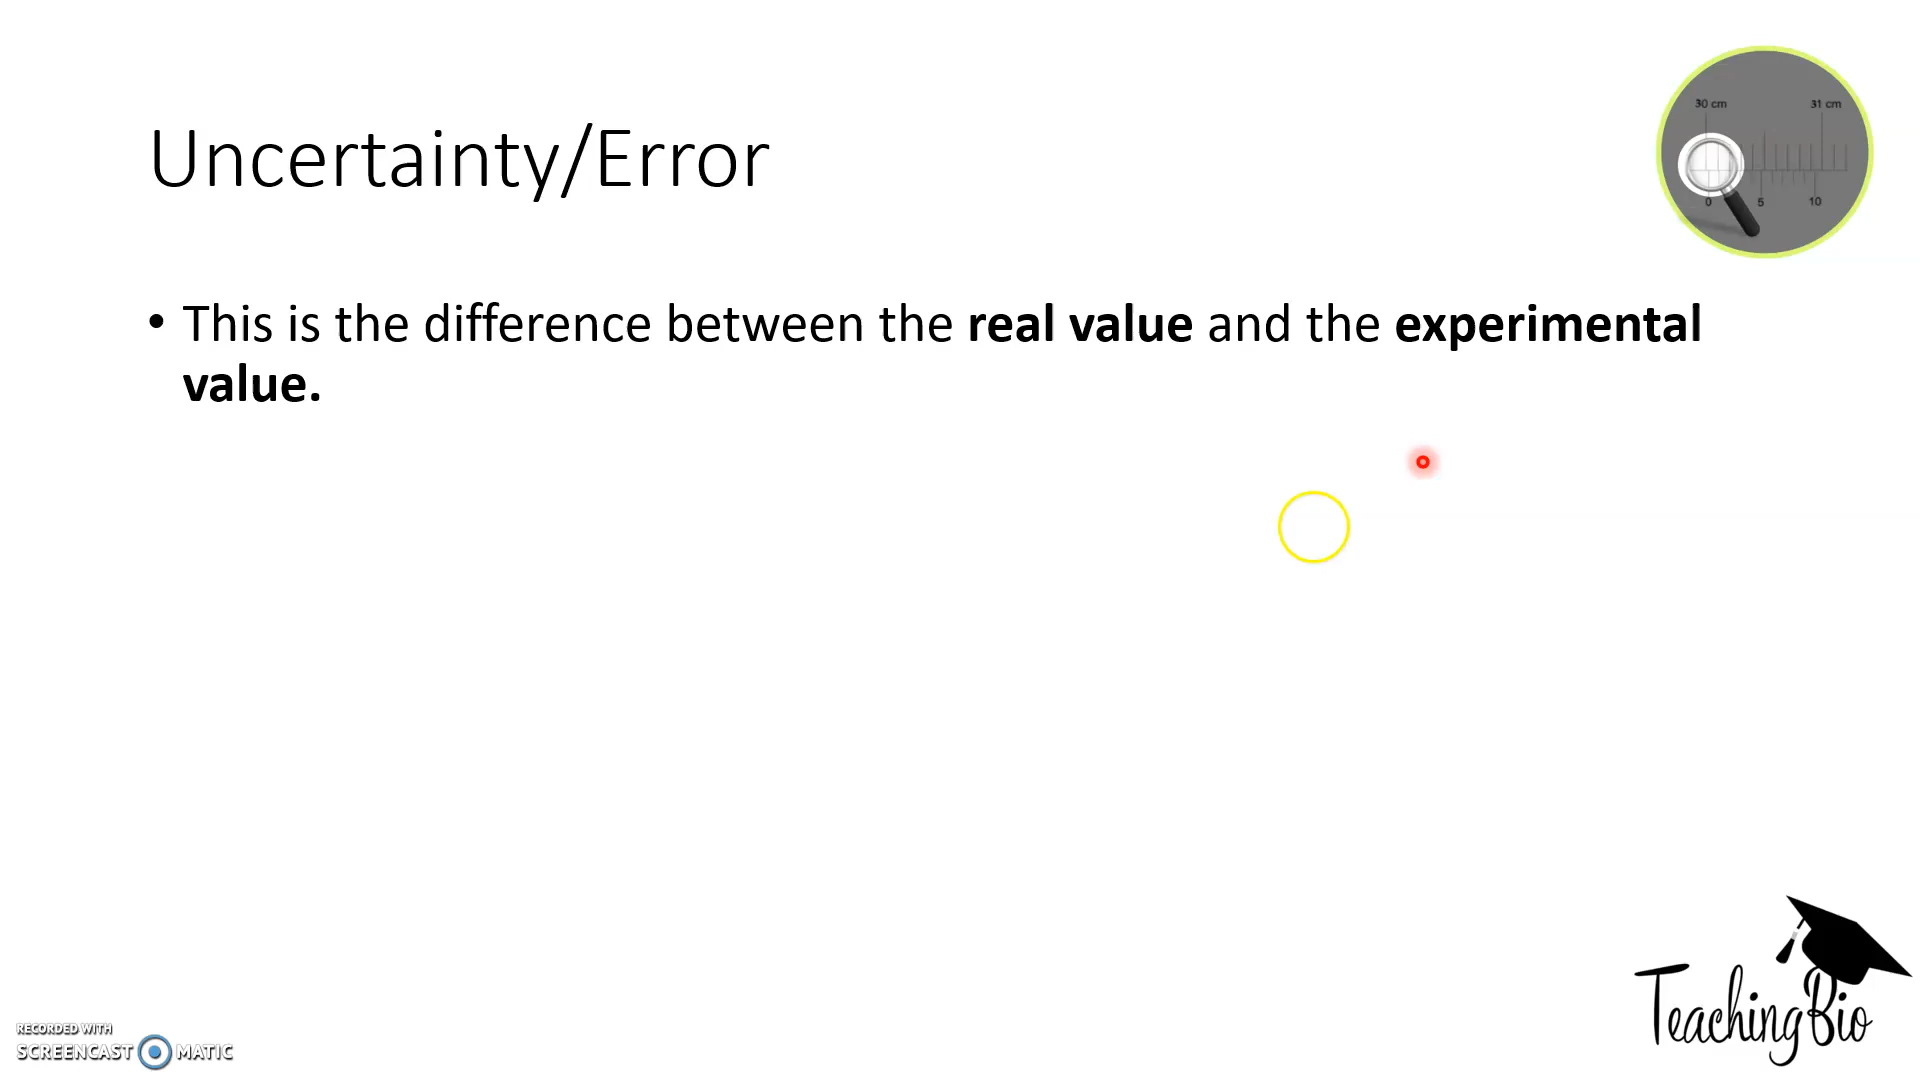 30 cm 31 cm
0 5 10
Uncertainty/Error
• This is the difference between the real value and the experimental
value.
TeachingBio
RECORDED WITH
SCREENCAST MATIC